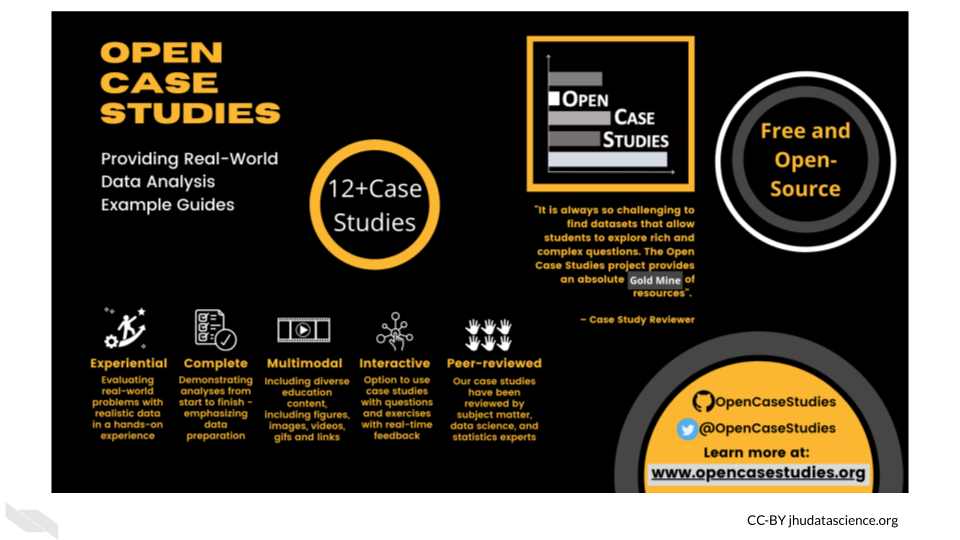 OPEN
CASE
STUDIES
Providing Real-World
Data Analysis
Example Guides
12+Case
Studies
OPEN
CASE
STUDIES
"It is always so challenging to
find datasets that allow
students to explore rich and
complex questions. The Open
Case Studies project provides
an absolute Gold Mine of
resources".
– Case Study Reviewer
Free and
Open-
Source
Experiential
Evaluating
real-world
problems with
realistic data
in a hands-on
experience
Complete
Demonstrating
analyses from
start to finish –
emphasizing
data
preparation
Multimodal
Including diverse
education
content,
including figures,
images, videos,
gifs and links
Interactive
Option to use
case studies
with questions
and exercises
with real-time
feedback
Peer-reviewed
Our case studies
have been
reviewed by
subject matter,
data science, and
statistics experts
OpenCaseStudies
@OpenCaseStudies
Learn more at:
www.opencasestudies.org
CC-BY jhudatascience.org